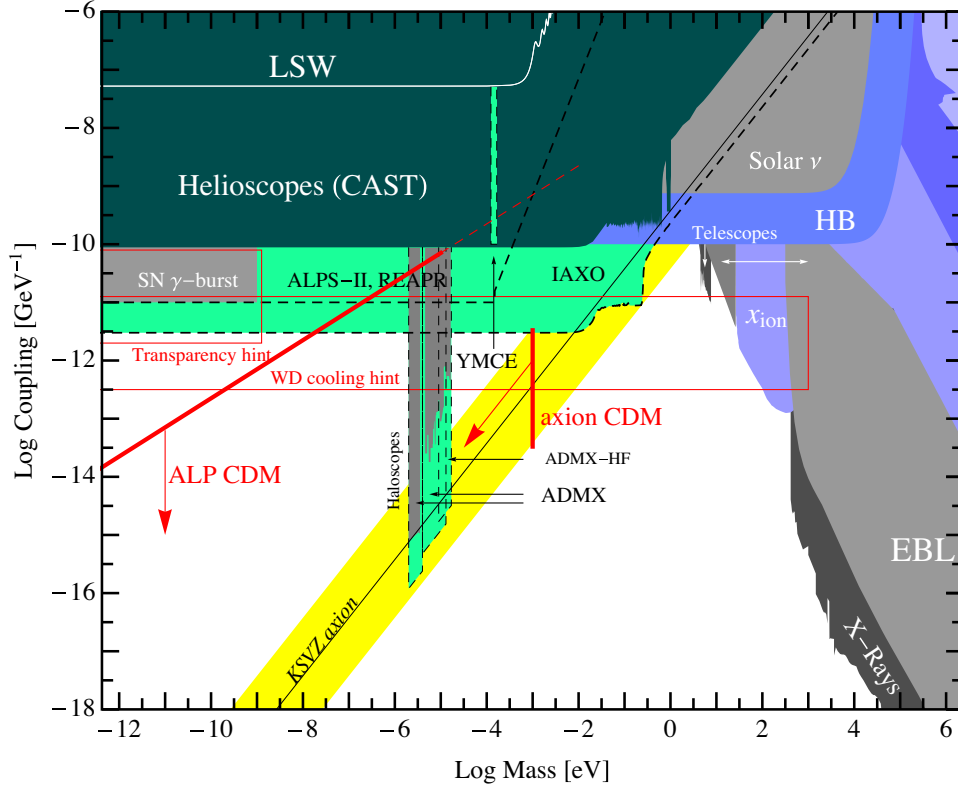 −6
−8
−10
−12
−14
−16
−18
Log Coupling [GeV⁻¹]
LSW
Helioscopes (CAST)
Solar ν
HB
Telescopes
SN γ−burst
ALPS−II, REAPR
IAXO
x_ion
Transparency hint
YMCE
WD cooling hint
axion CDM
ALP CDM
Haloscopes
ADMX−HF
ADMX
EBL
KSVZ axion
X−Rays
−12
−10
−8
−6
−4
−2
0
2
4
6
Log Mass [eV]